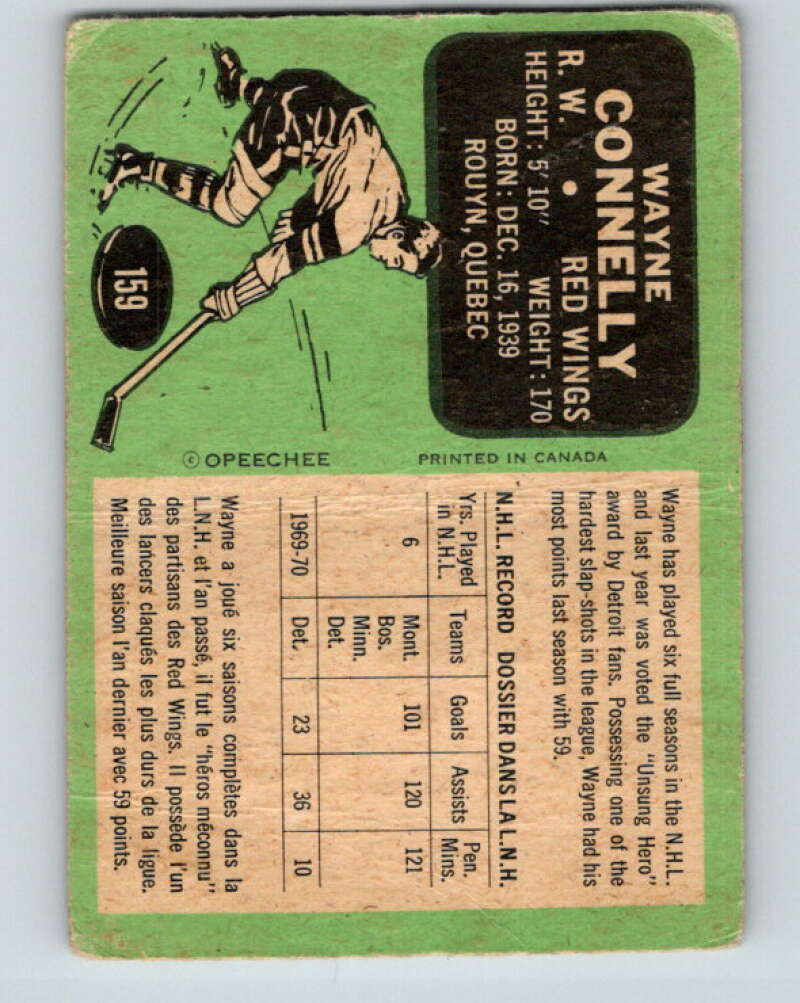 WAYNE
CONNELLY
R. W. • RED WINGS
HEIGHT: 5' 10" WEIGHT: 170
BORN: DEC. 16, 1939
ROUYN, QUEBEC
159
© OPEECHEE PRINTED IN CANADA
Wayne has played six full seasons in the N.H.L.
and last year was voted the "Unsung Hero"
award by Detroit fans. Possessing one of the
hardest slap-shots in the league, Wayne had his
most points last season with 59.
N.H.L. RECORD DOSSIER DANS LA L.N.H.
Yrs. Played in N.H.L. Teams Goals Assists Pen. Mins.
6 Mont. 101 120 121
Bos.
Minn.
Det.
1969-70 Det. 23 36 10
Wayne a joué six saisons complètes dans la
L.N.H. et l'an passé, il fut le "héros méconnu"
des partisans des Red Wings. Il possède l'un
des lancers claqués les plus durs de la ligue.
Meilleure saison l'an dernier avec 59 points.